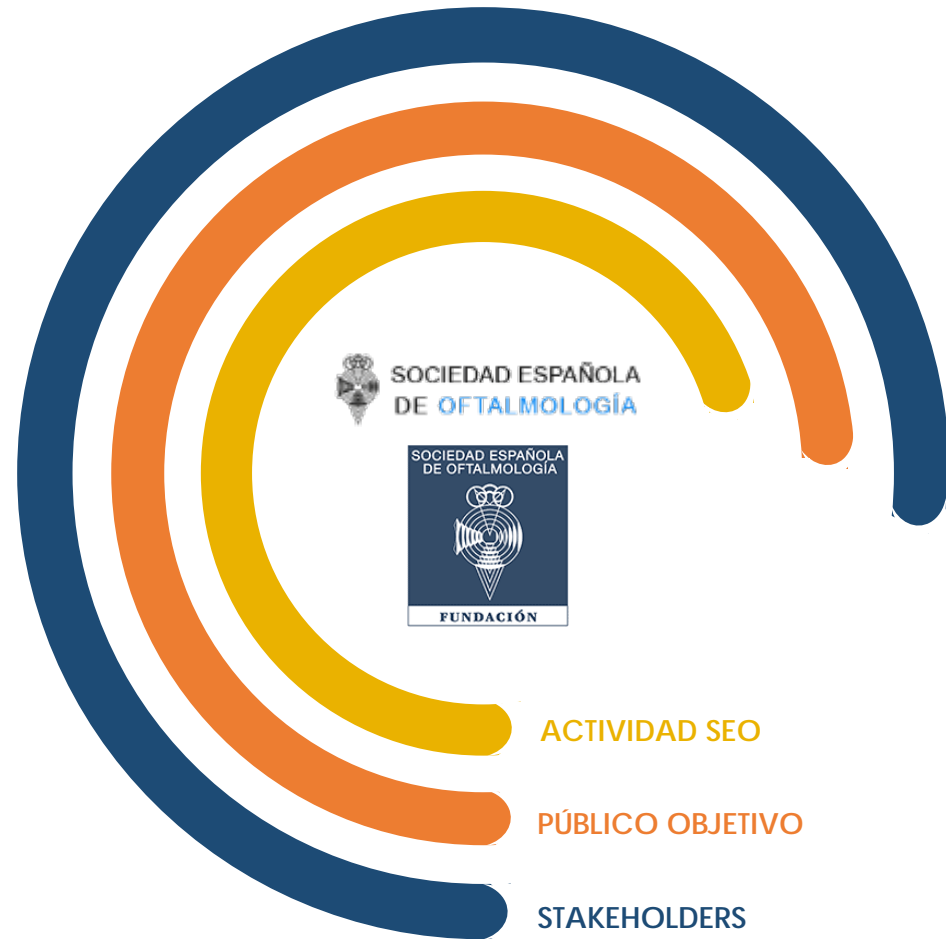 SOCIEDAD ESPAÑOLA
DE OFTALMOLOGÍA
SOCIEDAD ESPAÑOLA
DE OFTALMOLOGÍA
FUNDACIÓN
ACTIVIDAD SEO
PÚBLICO OBJETIVO
STAKEHOLDERS